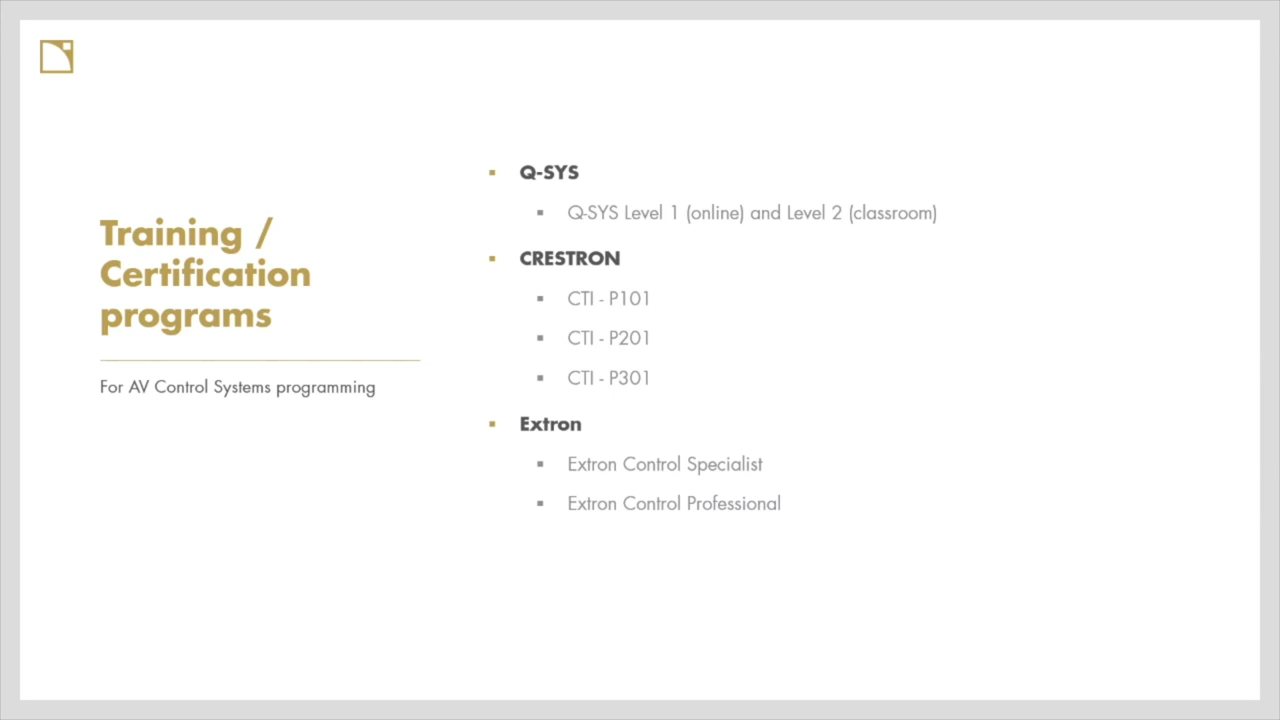 Training /
Certification
programs
For AV Control Systems programming
Q-SYS
Q-SYS Level 1 (online) and Level 2 (classroom)
CRESTRON
CTI - P101
CTI - P201
CTI - P301
Extron
Extron Control Specialist
Extron Control Professional